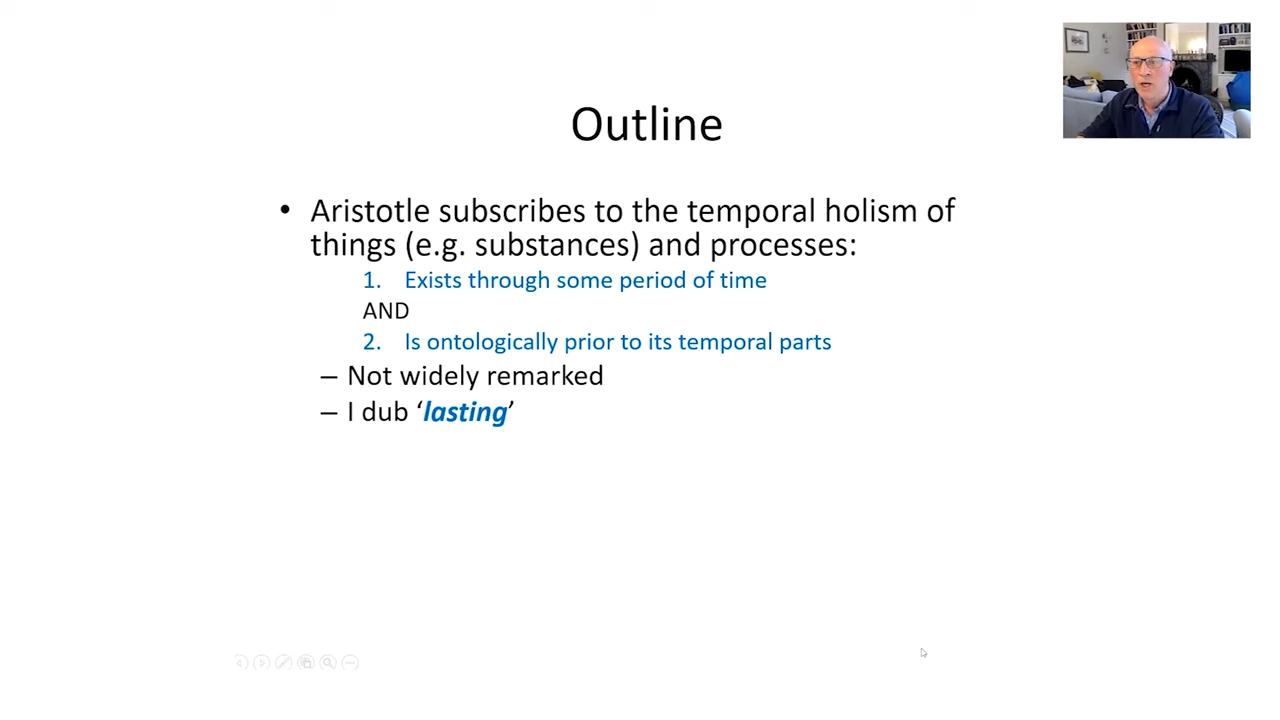 Outline
• Aristotle subscribes to the temporal holism of
things (e.g. substances) and processes:
1. Exists through some period of time
AND
2. Is ontologically prior to its temporal parts
– Not widely remarked
– I dub ‘lasting’